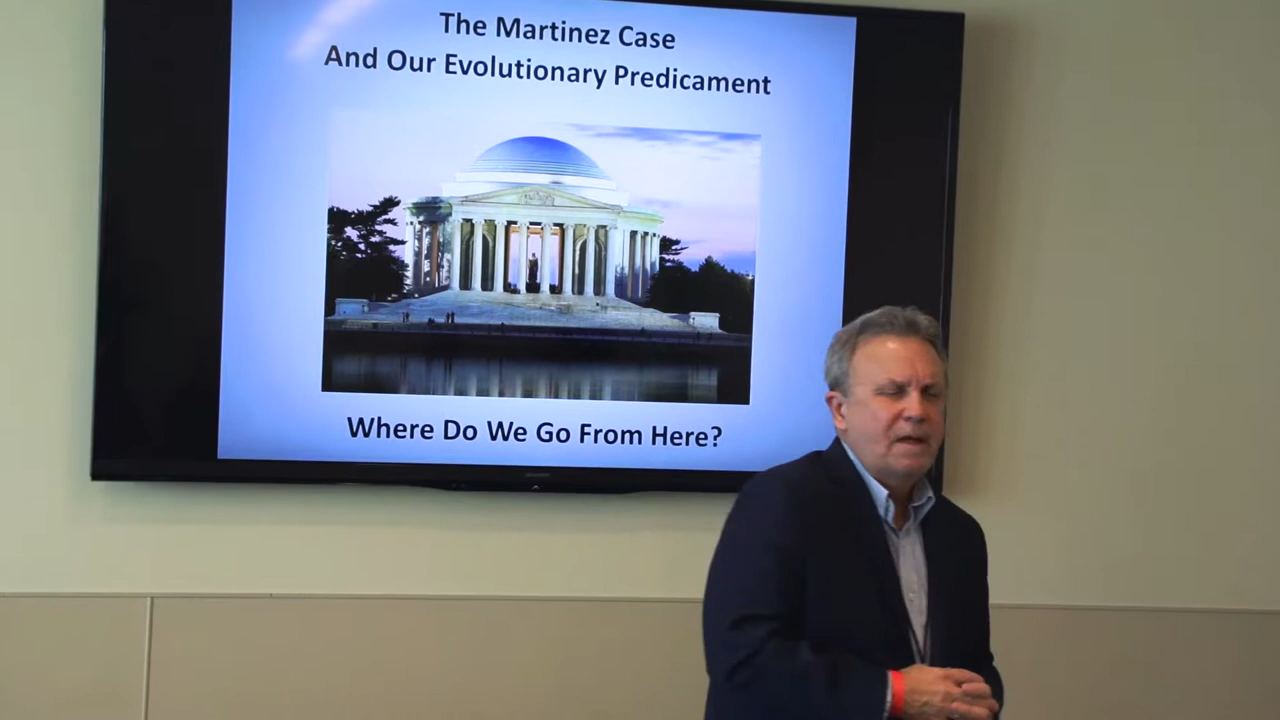 The Martinez Case
And Our Evolutionary Predicament
Where Do We Go From Here?